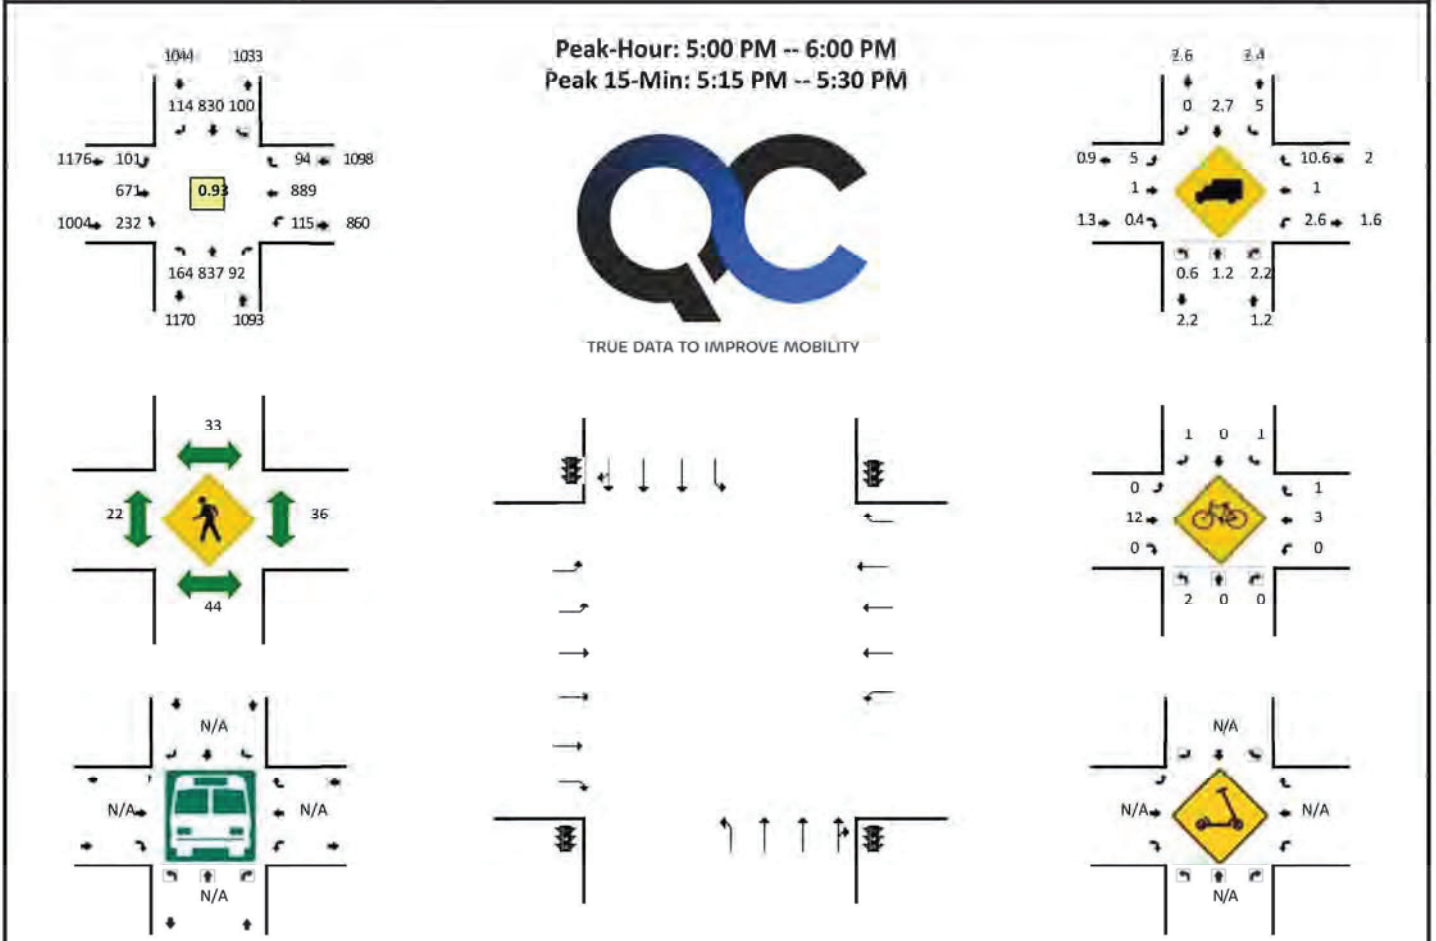 Peak-Hour: 5:00 PM -- 6:00 PM
Peak 15-Min: 5:15 PM -- 5:30 PM
1044 1033
114 830 100
1176 101 94 1098
671 0.93 889
1004 232 115 860
164 837 92
1170 1093
QC
TRUE DATA TO IMPROVE MOBILITY
2.6 2.4
0 2.7 5
0.9 5 10.6 2
1 1
1.3 0.4 2.6 1.6
0.6 1.2 2.2
2.2 1.2
33
22 36
44
1 0 1
0 1
12 3
0 0
2 0 0
N/A
N/A N/A
N/A
N/A
N/A N/A
N/A